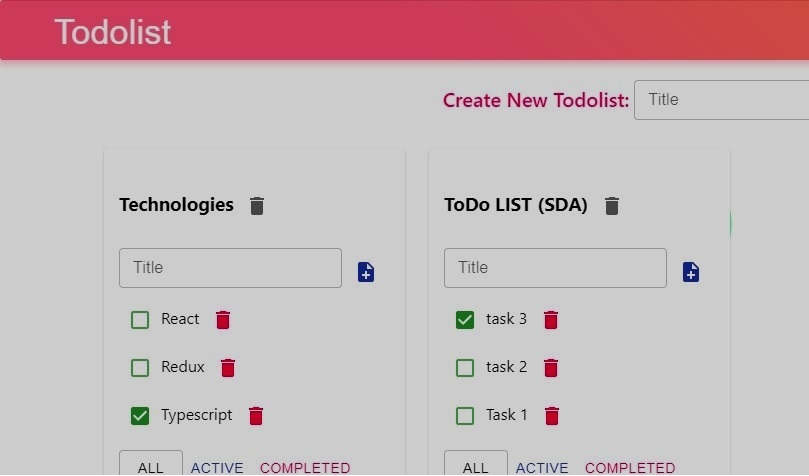 Todolist
Create New Todolist: Title
Technologies
Title
React
Redux
Typescript
ALL ACTIVE COMPLETED
ToDo LIST (SDA)
Title
task 3
task 2
Task 1
ALL ACTIVE COMPLETED